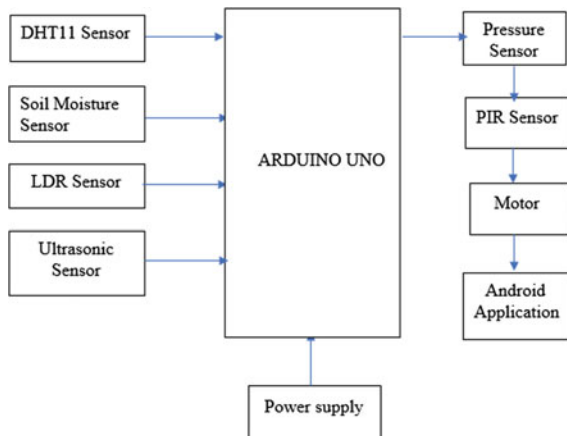 DHT11 Sensor
Soil Moisture
Sensor
LDR Sensor
Ultrasonic
Sensor
ARDUINO UNO
Power supply
Pressure
Sensor
PIR Sensor
Motor
Android
Application